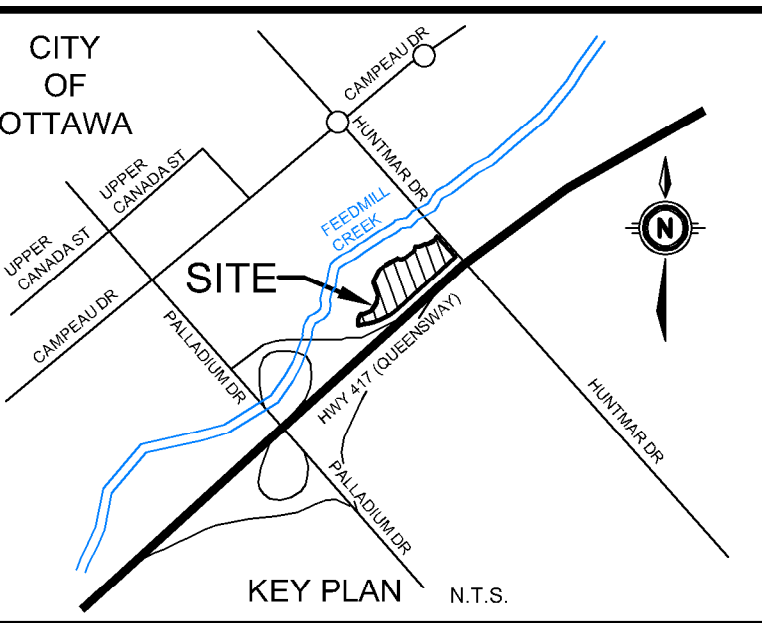 CITY
OF
OTTAWA
CAMPEAU DR
HUNTMAR DR
UPPER
CANADA ST
FEEDMILL
CREEK
UPPER
CANADA ST
N
SITE
CAMPEAU DR
PALLADIUM DR
HWY 417 (QUEENSWAY)
HUNTMAR DR
PALLADIUM DR
KEY PLAN
N.T.S.